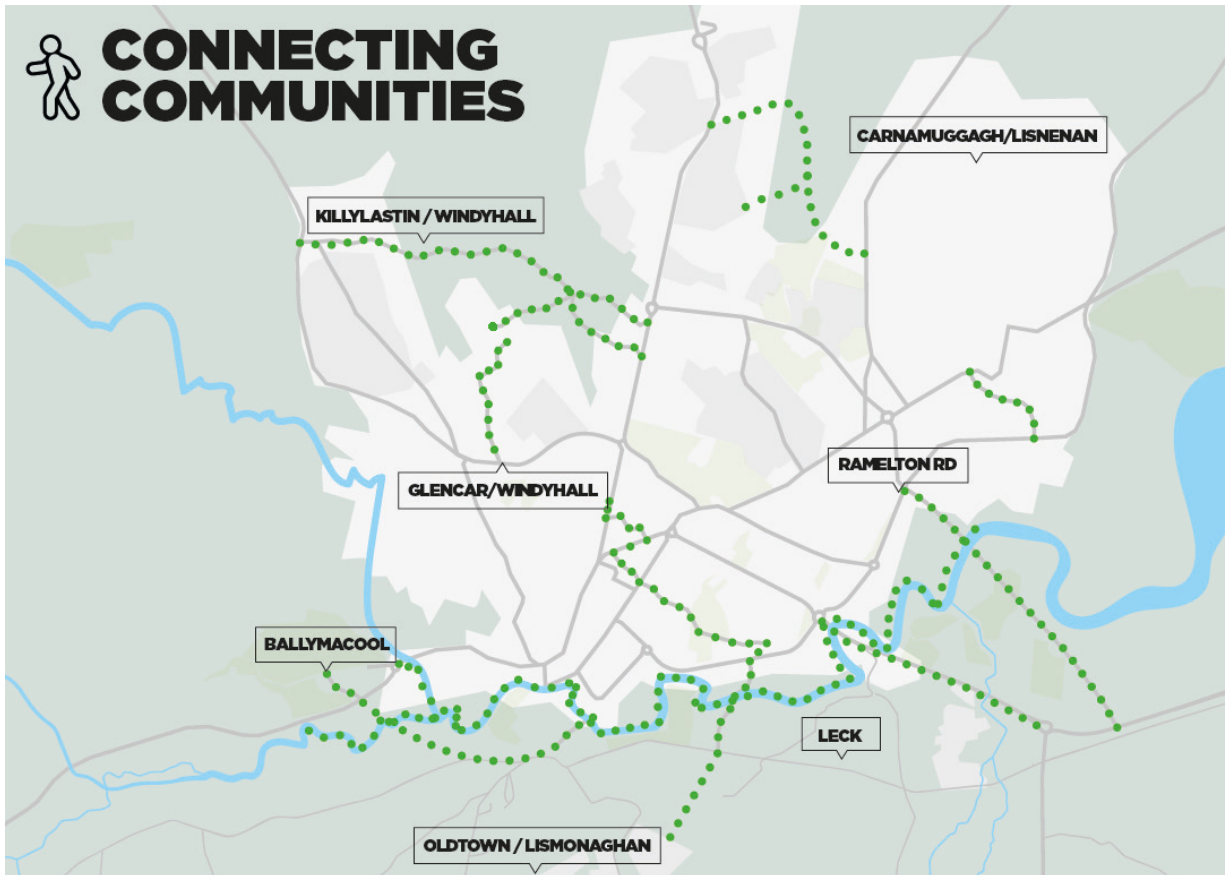 CONNECTING
COMMUNITIES
CARNAMUGGAGH/LISNENAN
KILLYLASTIN / WINDYHALL
RAMELTON RD
GLENCAR/WINDYHALL
BALLYMACOOL
LECK
OLDTOWN / LISMONAGHAN